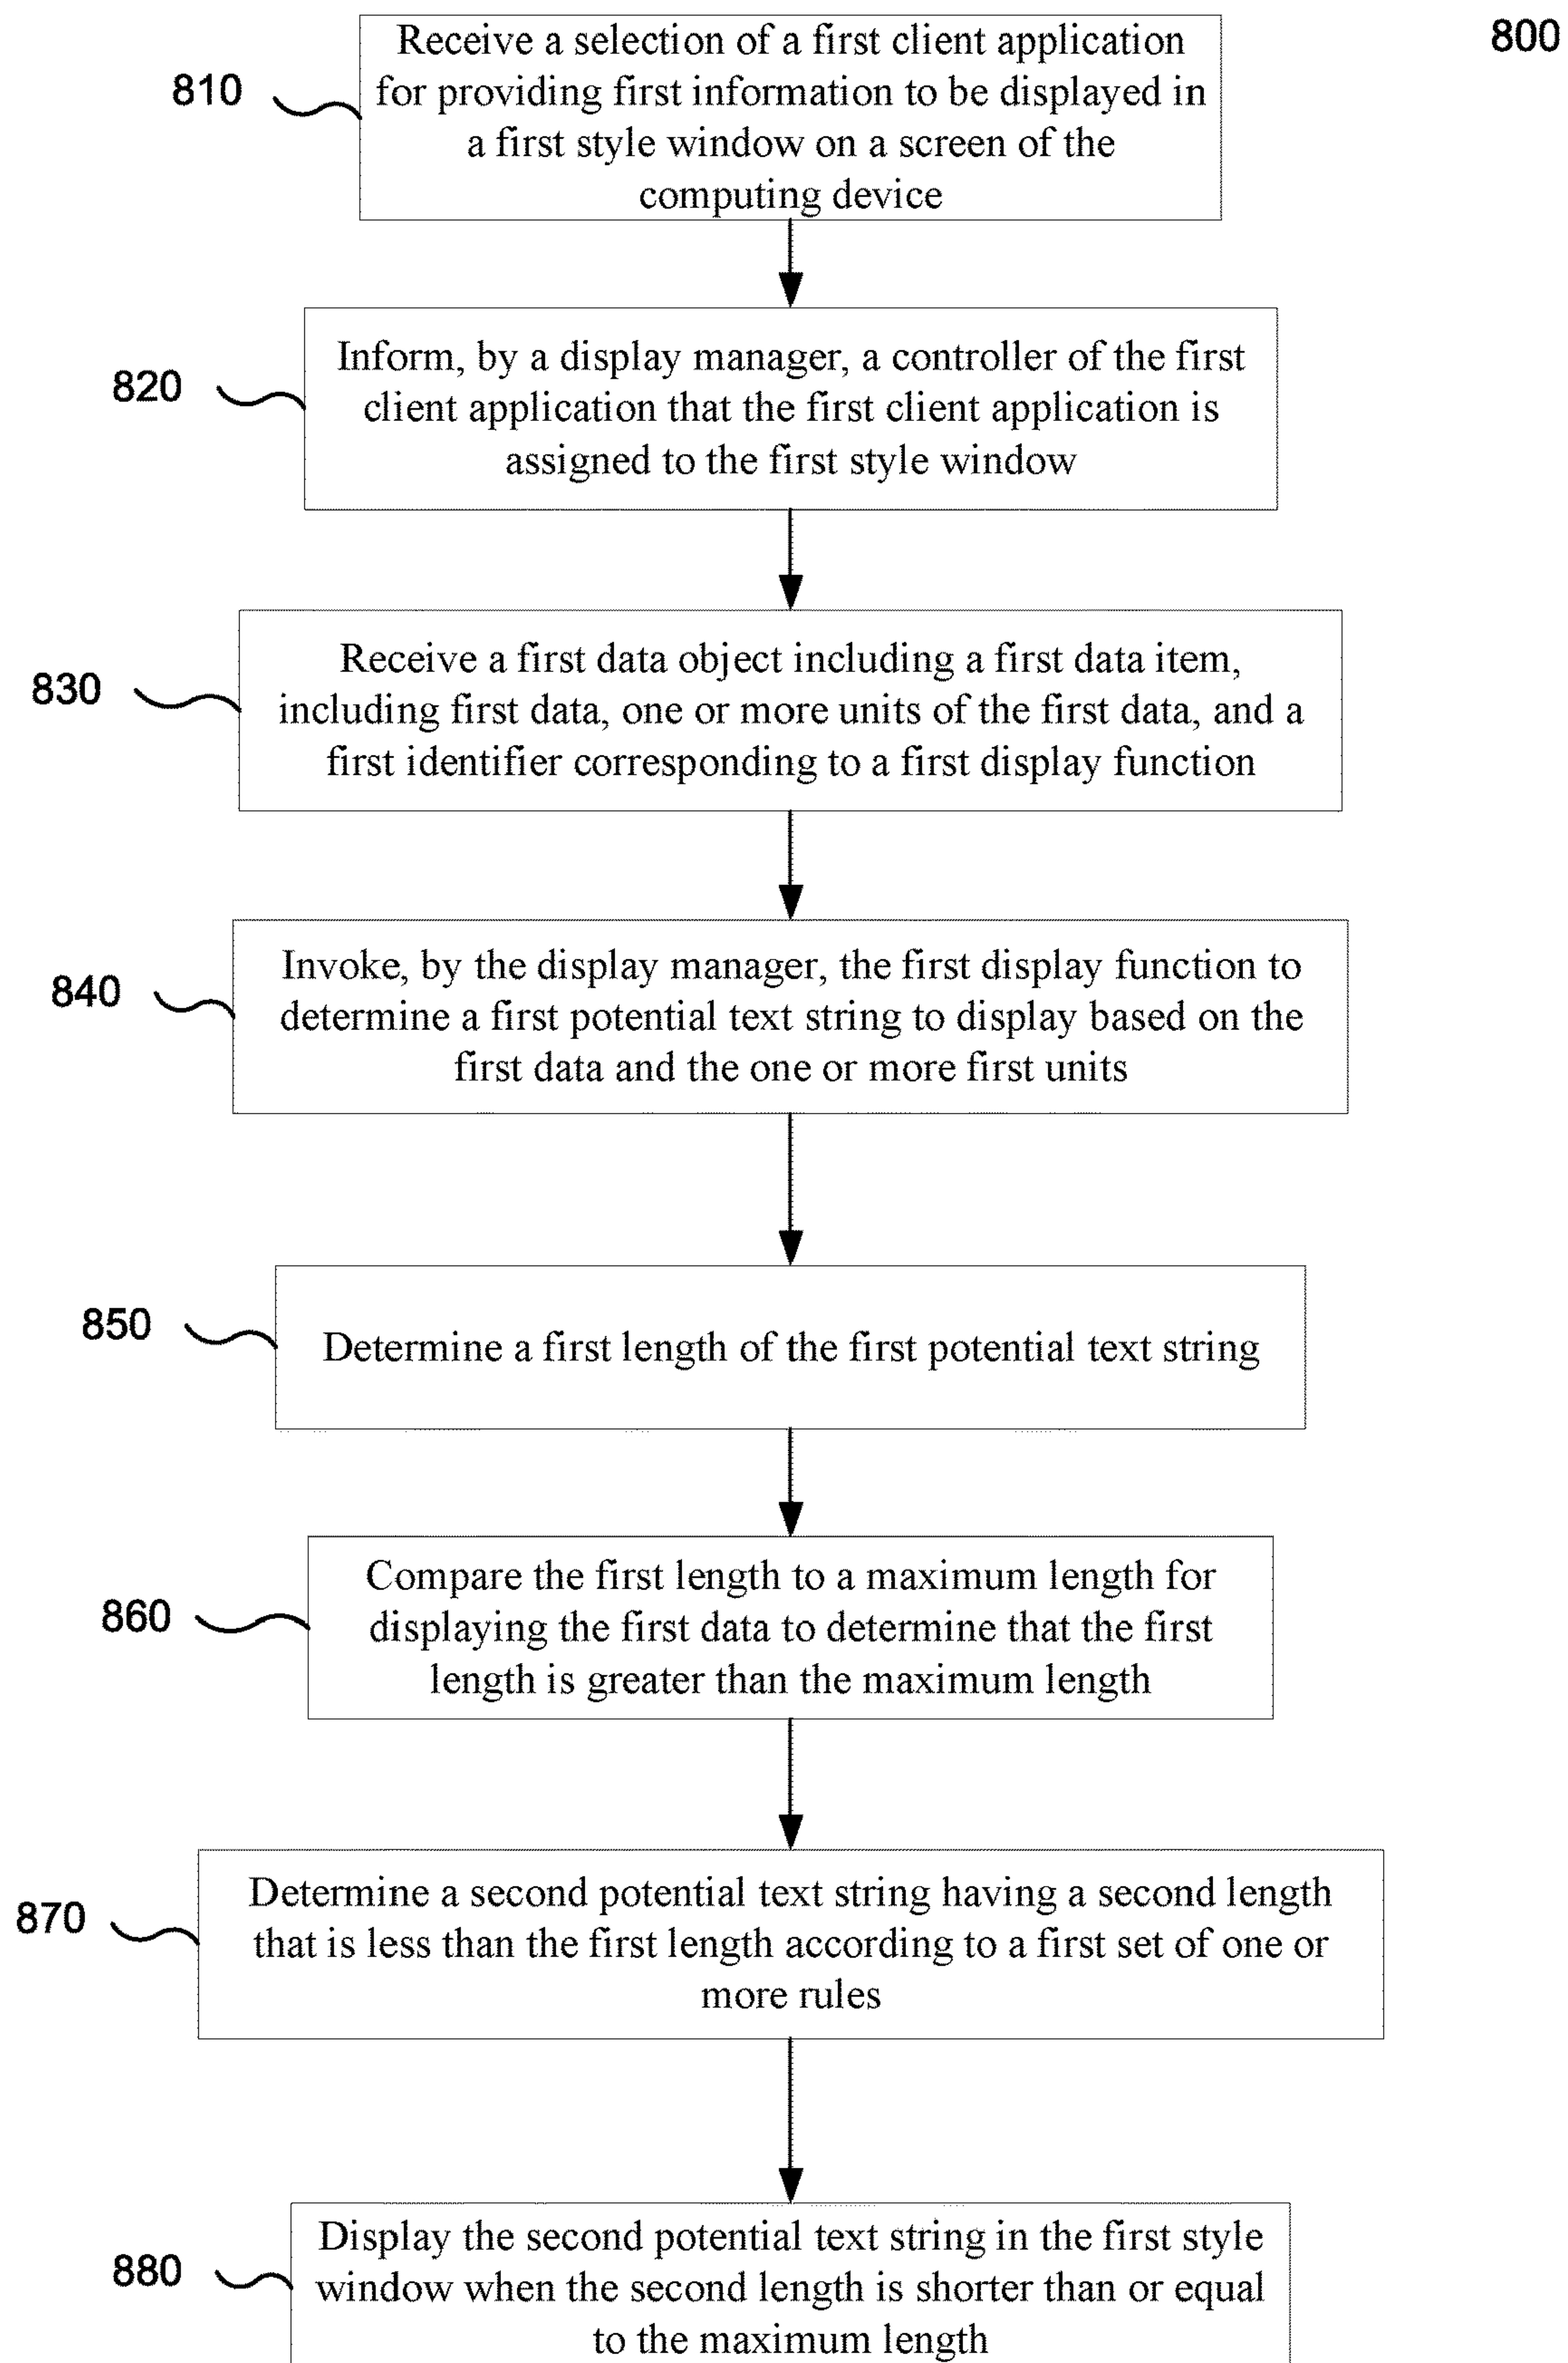 800
810
Receive a selection of a first client application
for providing first information to be displayed in
a first style window on a screen of the
computing device
820
Inform, by a display manager, a controller of the first
client application that the first client application is
assigned to the first style window
830
Receive a first data object including a first data item,
including first data, one or more units of the first data, and a
first identifier corresponding to a first display function
840
Invoke, by the display manager, the first display function to
determine a first potential text string to display based on the
first data and the one or more first units
850
Determine a first length of the first potential text string
860
Compare the first length to a maximum length for
displaying the first data to determine that the first
length is greater than the maximum length
870
Determine a second potential text string having a second length
that is less than the first length according to a first set of one or
more rules
880
Display the second potential text string in the first style
window when the second length is shorter than or equal
to the maximum length